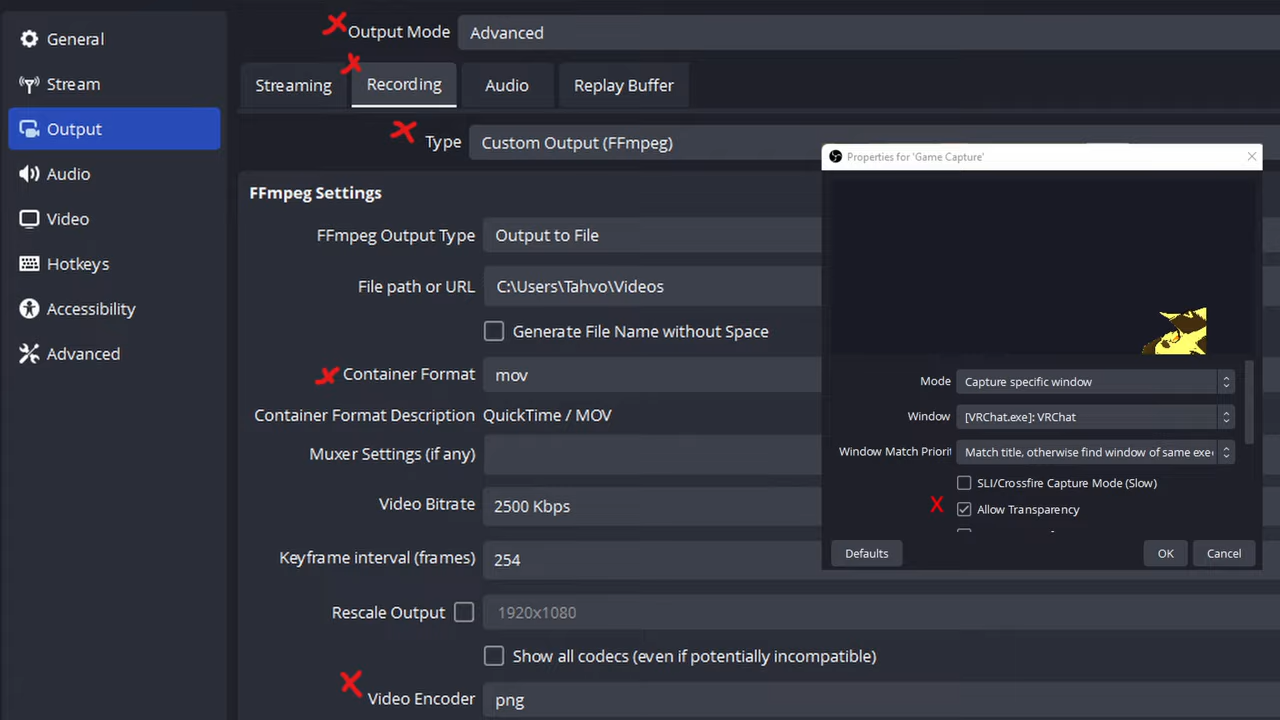 General
Stream
Output
Audio
Video
Hotkeys
Accessibility
Advanced
Output Mode Advanced
Streaming Recording Audio Replay Buffer
Type Custom Output (FFmpeg)
FFmpeg Settings
FFmpeg Output Type Output to File
File path or URL C:\Users\Tahvo\Videos
Generate File Name without Space
Container Format mov
Container Format Description QuickTime / MOV
Muxer Settings (if any)
Video Bitrate 2500 Kbps
Keyframe interval (frames) 254
Rescale Output 1920x1080
Show all codecs (even if potentially incompatible)
Video Encoder png
Properties for 'Game Capture'
Mode Capture specific window
Window [VRChat.exe]: VRChat
Window Match Priorit Match title, otherwise find window of same exe
SLI/Crossfire Capture Mode (Slow)
X Allow Transparency
Defaults OK Cancel